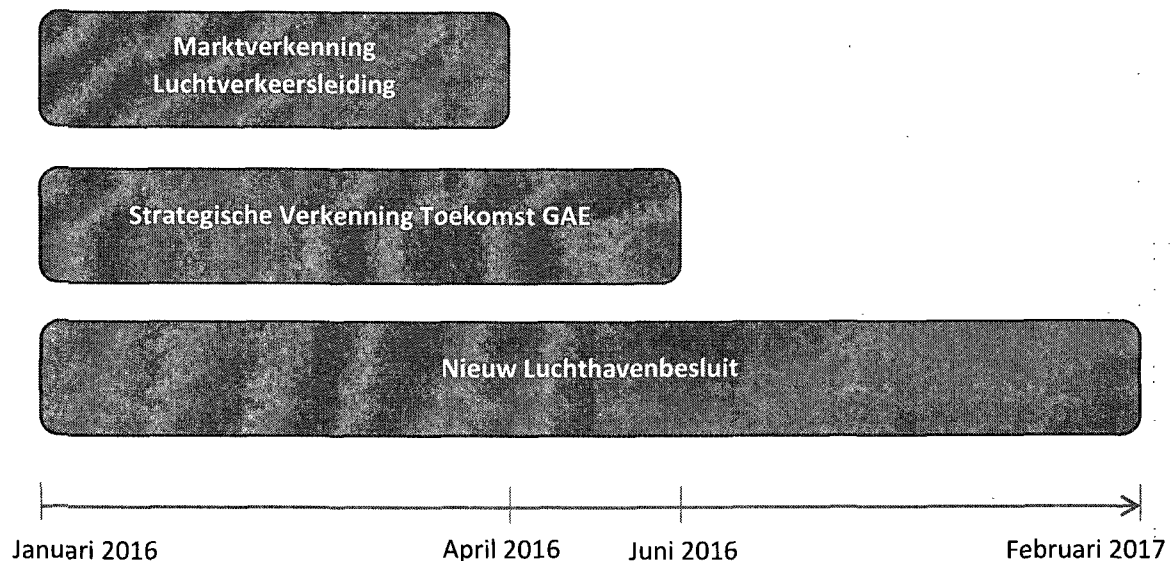 Marktverkenning
Luchtverkeersleiding
Strategische Verkenning Toekomst GAE
Nieuw Luchthavenbesluit
Januari 2016
April 2016
Juni 2016
Februari 2017